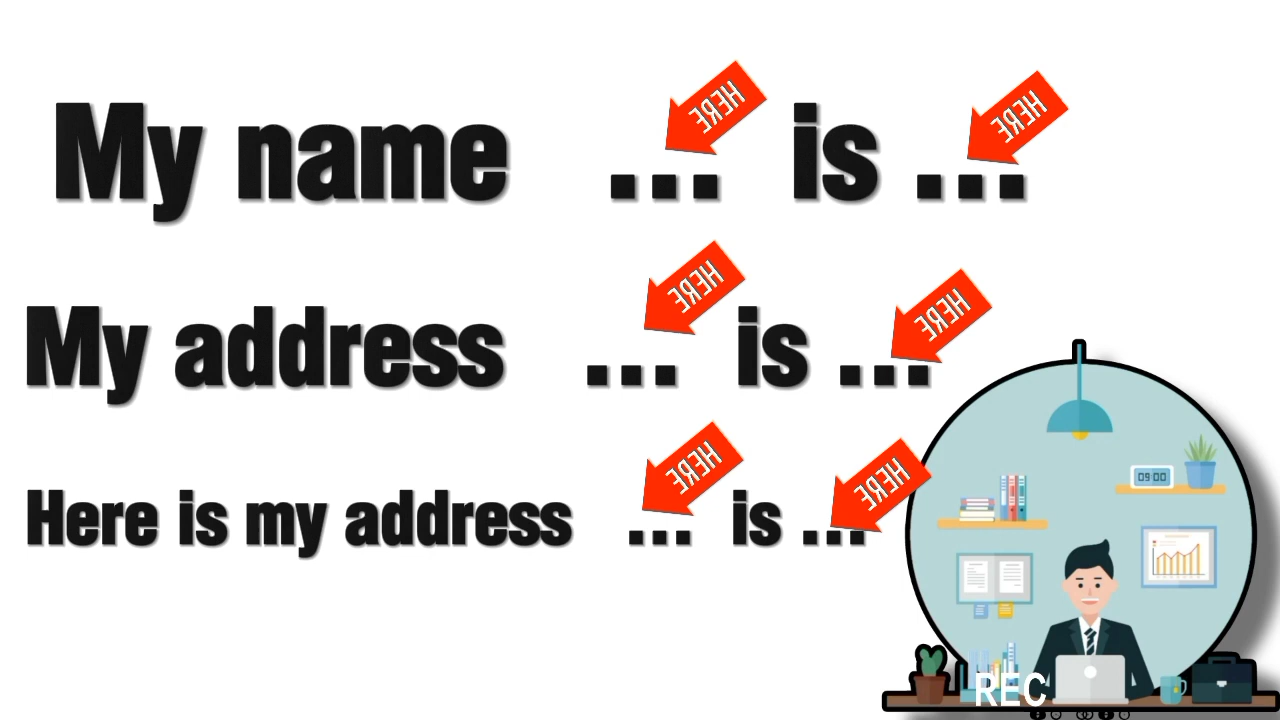 My name ... is ...
HERE HERE
My address ... is ...
HERE HERE
Here is my address ... is ...
HERE HERE
09:00
REC